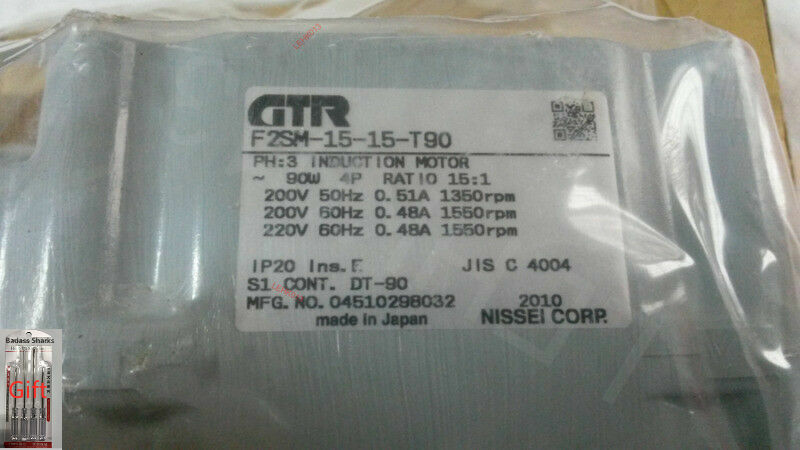 GTR
F2SM-15-15-T90
PH:3 INDUCTION MOTOR
~ 90W 4P RATIO 15:1
200V 50Hz 0.51A 1350rpm
200V 60Hz 0.48A 1550rpm
220V 60Hz 0.48A 1550rpm
IP20 Ins.E JIS C 4004
S1 CONT. DT-90
MFG.NO. 04510298032 2010
made in Japan NISSEI CORP.
Badass Sharks
Gift